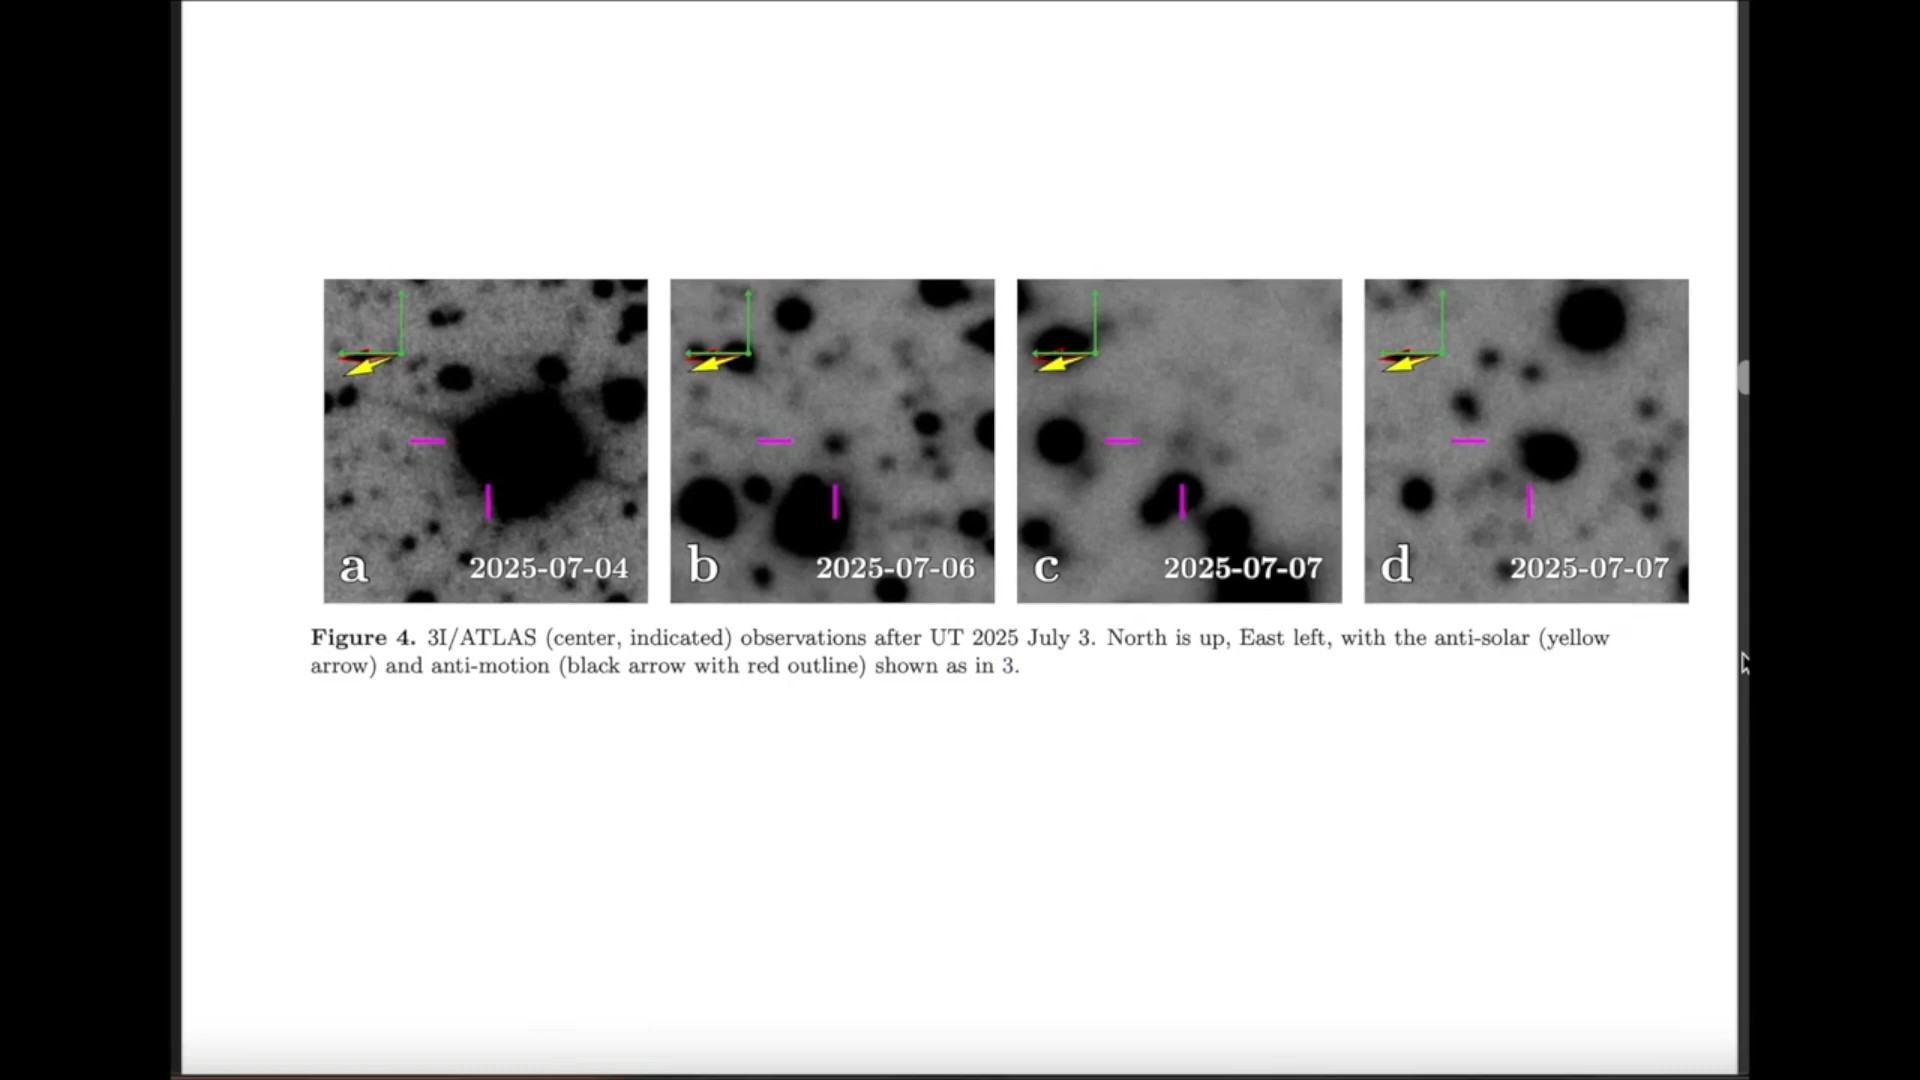 a 2025-07-04
b 2025-07-06
c 2025-07-07
d 2025-07-07
Figure 4. 3I/ATLAS (center, indicated) observations after UT 2025 July 3. North is up, East left, with the anti-solar (yellow
arrow) and anti-motion (black arrow with red outline) shown as in 3.